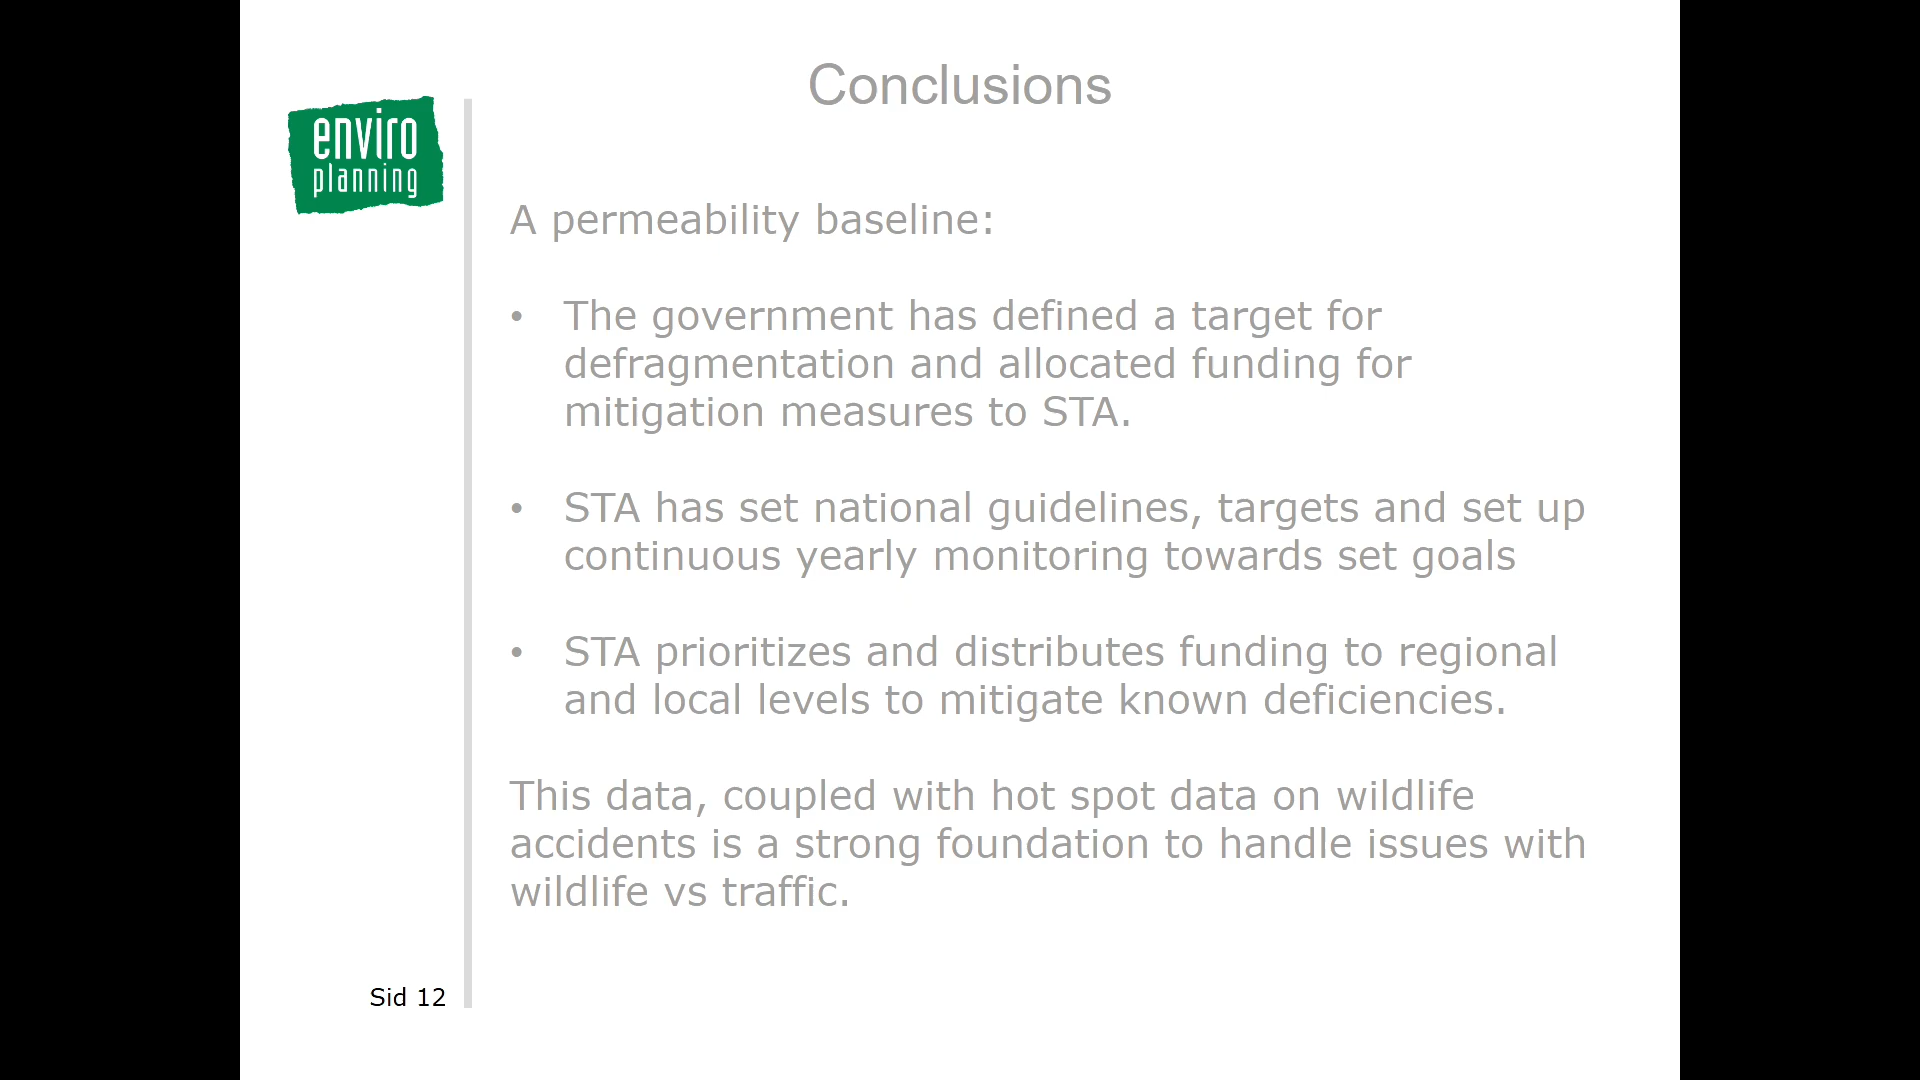 Conclusions
enviro
planning
A permeability baseline:
• The government has defined a target for
defragmentation and allocated funding for
mitigation measures to STA.
• STA has set national guidelines, targets and set up
continuous yearly monitoring towards set goals
• STA prioritizes and distributes funding to regional
and local levels to mitigate known deficiencies.
This data, coupled with hot spot data on wildlife
accidents is a strong foundation to handle issues with
wildlife vs traffic.
Sid 12